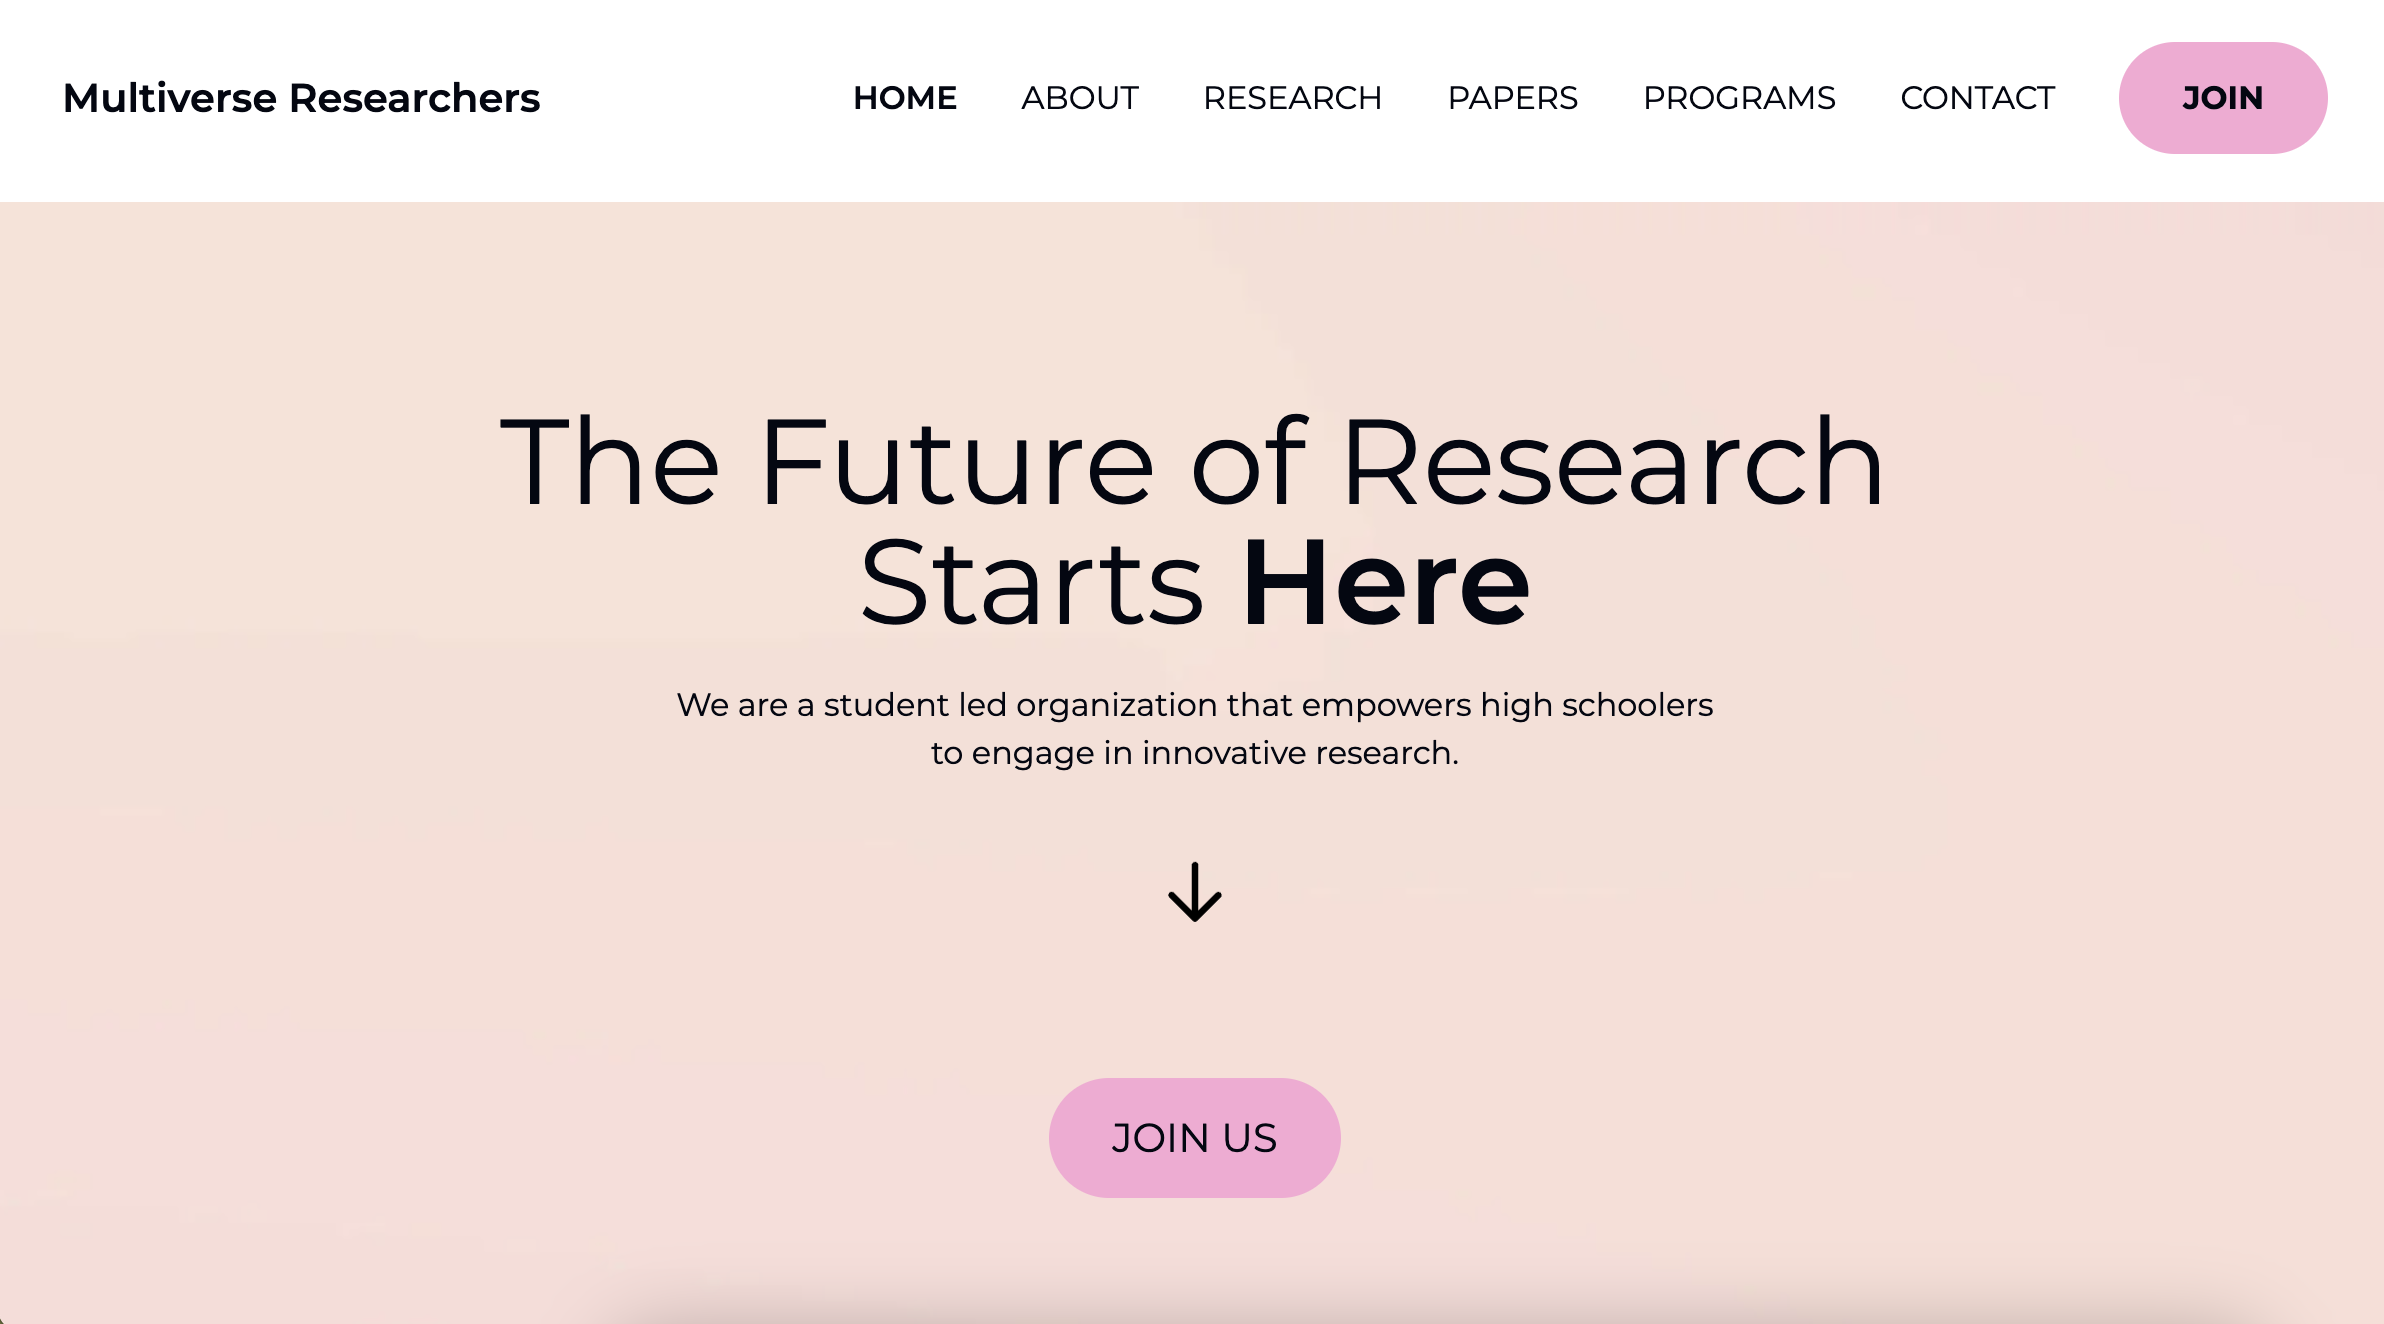 Multiverse Researchers
HOME ABOUT RESEARCH PAPERS PROGRAMS CONTACT JOIN
The Future of Research
Starts Here
We are a student led organization that empowers high schoolers
to engage in innovative research.
JOIN US